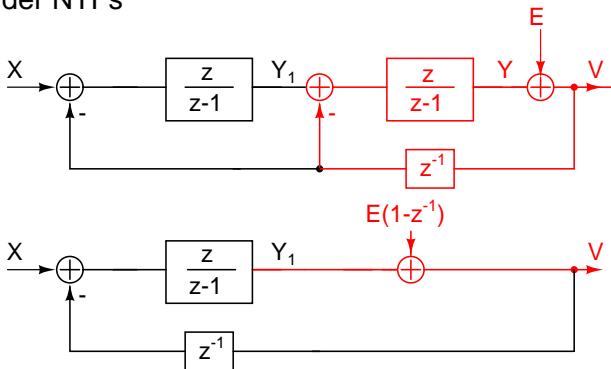 der NTFs
E
X z Y₁ z Y V
z-1 z-1
- -
z⁻¹
E(1-z⁻¹)
X z Y₁ V
z-1
-
z⁻¹